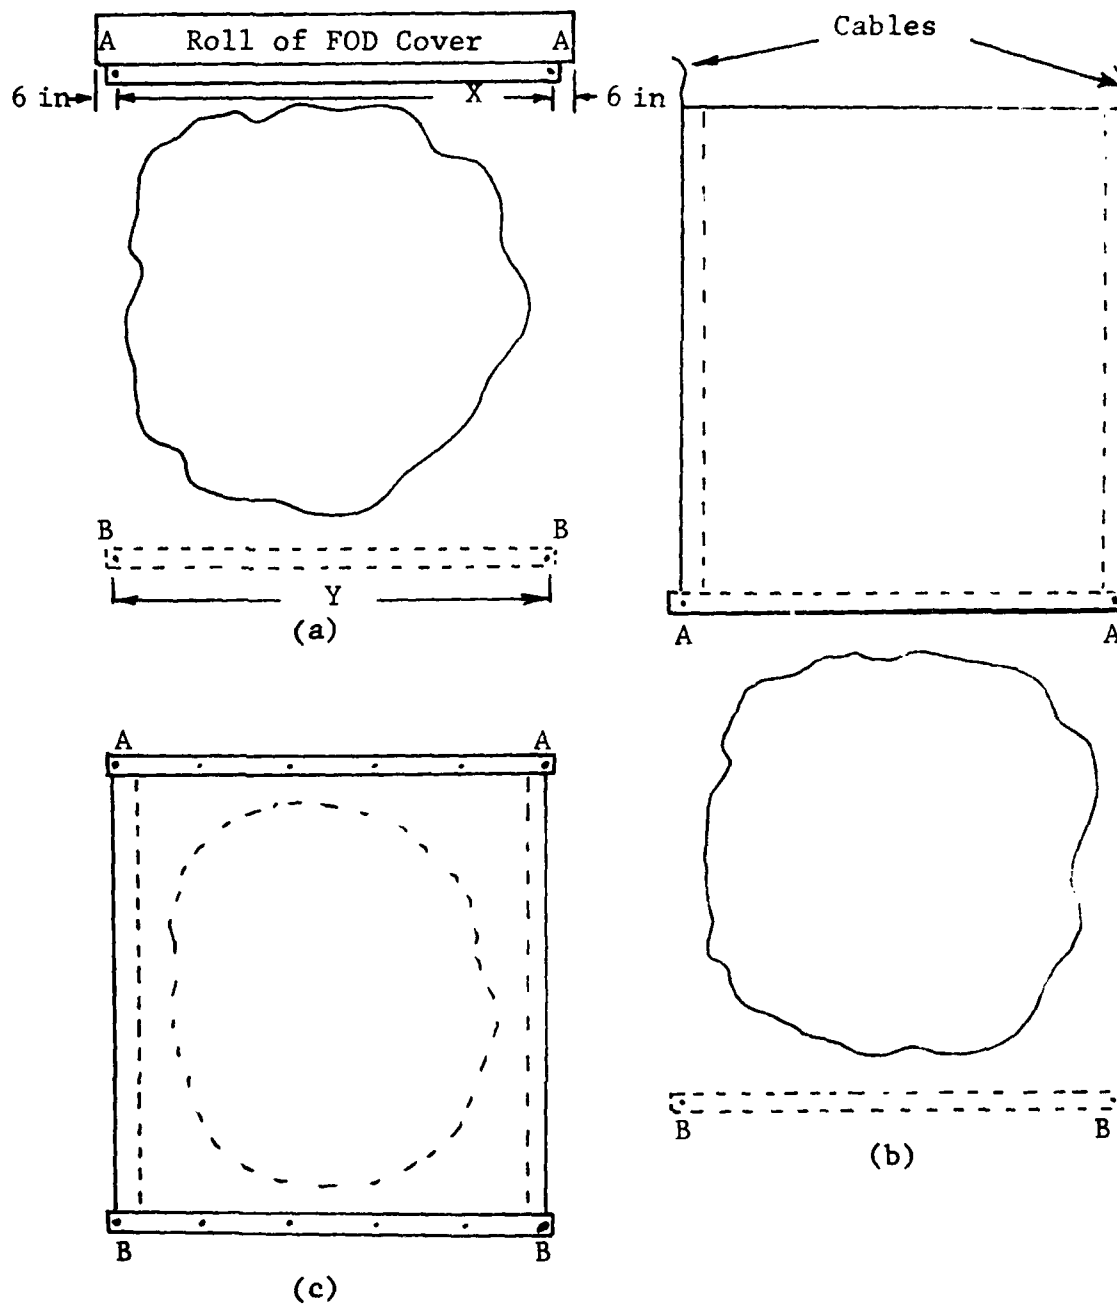 A Roll of FOD Cover A
6 in X 6 in
B B
Y
(a)
Cables
A A
B B
(b)
A A
B B
(c)